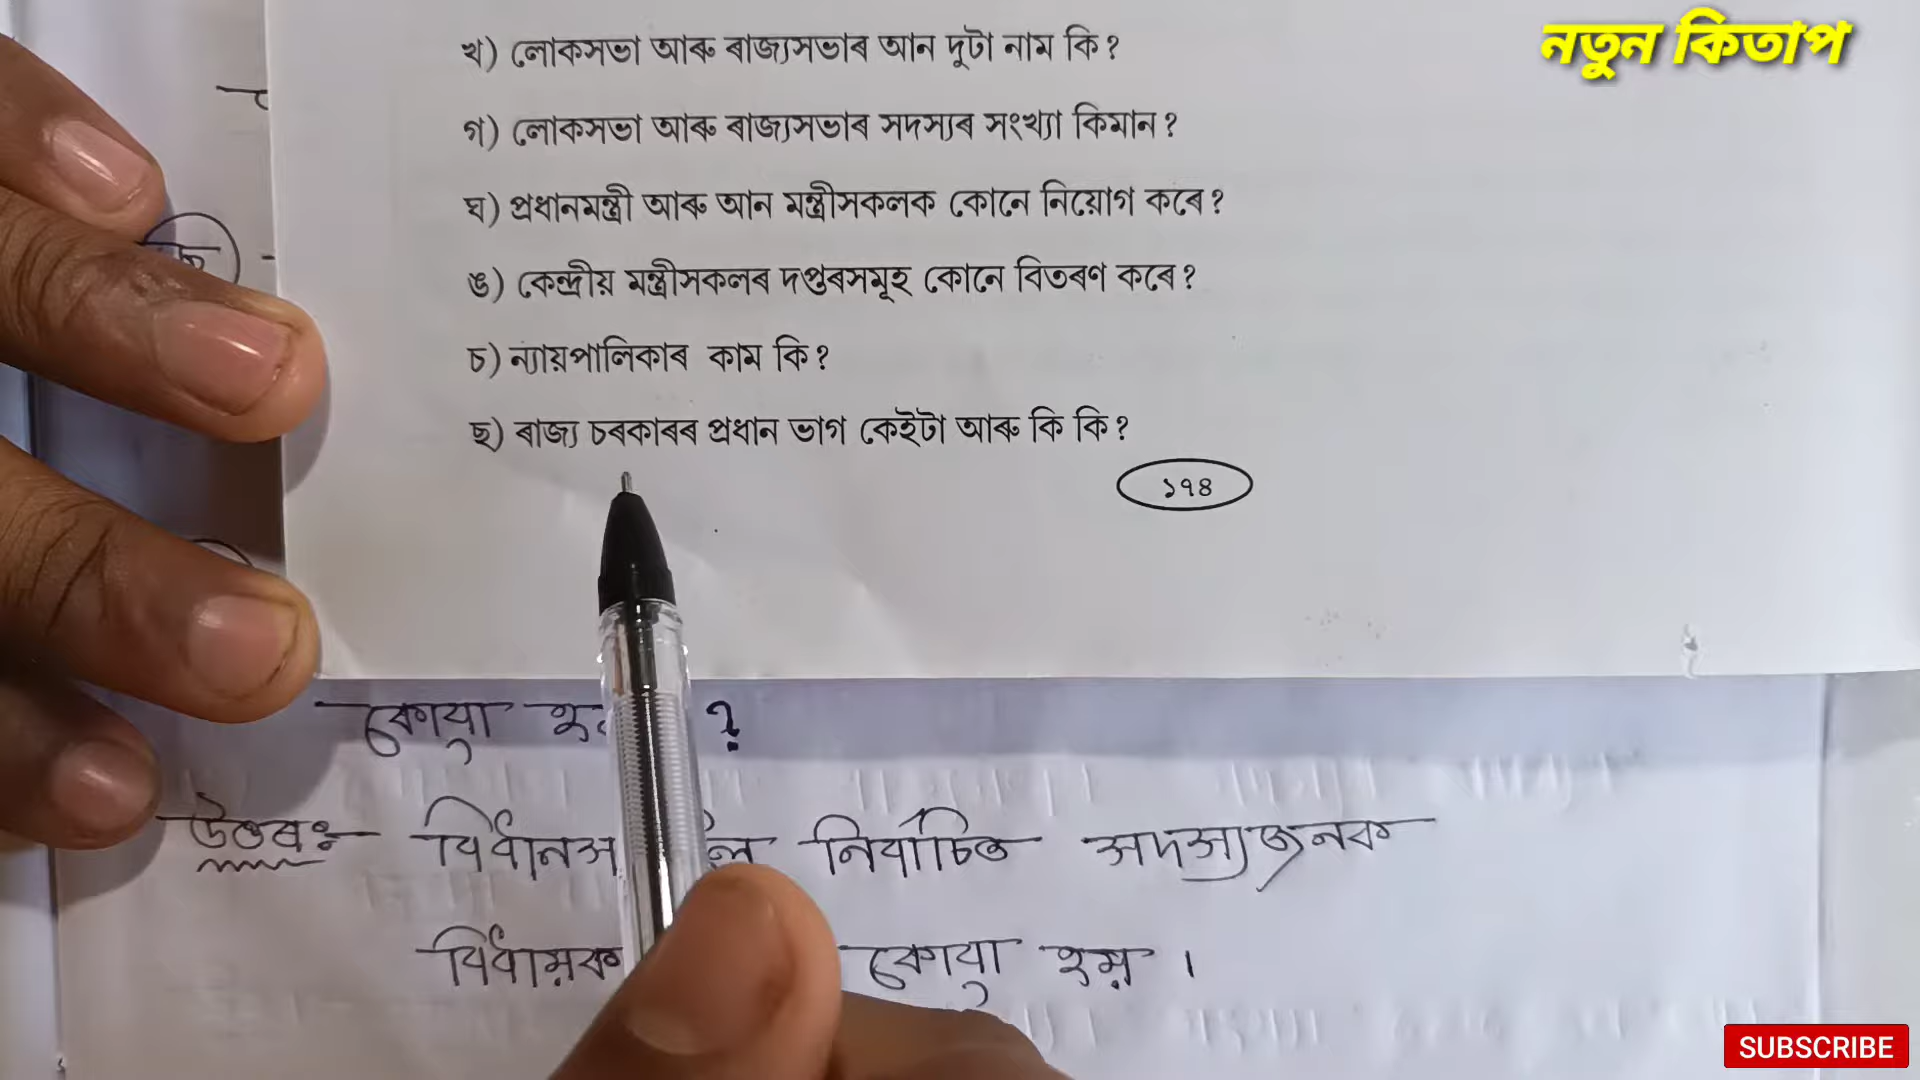 নতুন কিতাপ
খ) লোকসভা আৰু ৰাজ্যসভাৰ আন দুটা নাম কি?
গ) লোকসভা আৰু ৰাজ্যসভাৰ সদস্যৰ সংখ্যা কিমান?
ঘ) প্ৰধানমন্ত্ৰী আৰু আন মন্ত্ৰীসকলক কোনে নিয়োগ কৰে?
ঙ) কেন্দ্ৰীয় মন্ত্ৰীসকলৰ দপ্তৰসমূহ কোনে বিতৰণ কৰে?
চ) ন্যায়পালিকাৰ কাম কি?
ছ) ৰাজ্য চৰকাৰৰ প্ৰধান ভাগ কেইটা আৰু কি কি?
১৭৪
কোৱা ?
উত্তৰঃ নিৰ্বাচিত সদস্যজনক
বিধায়ক কোৱা হয় ।
SUBSCRIBE